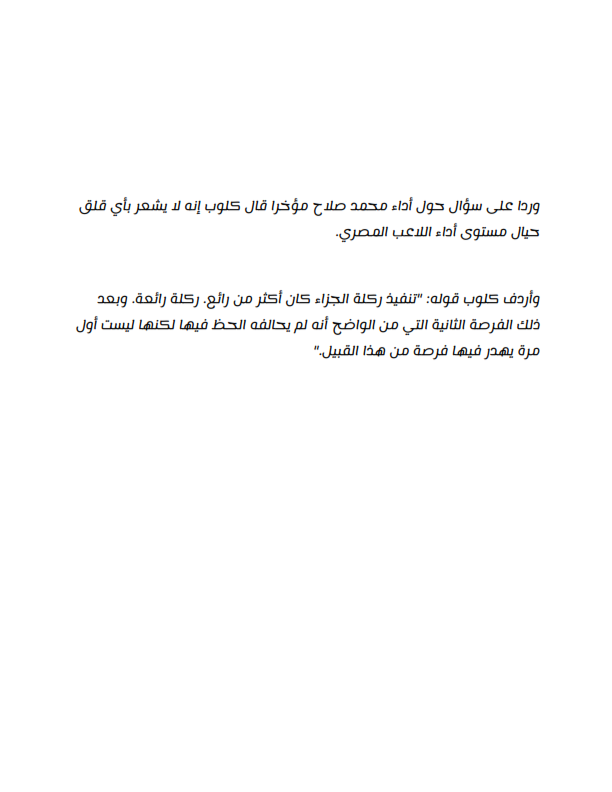 وردا على سؤال حول أداء محمد صلاح مؤخرا قال كلوب إنه لا يشعر بأي قلق
حيال مستوى أداء اللاعب المصري.
وأردف كلوب قوله: "تنفيذ ركلة الجزاء كان أكثر من رائع. ركلة رائعة. وبعد
ذلك الفرصة الثانية التي من الواضح أنه لم يحالفه الحظ فيها لكنها ليست أول
مرة يهدر فيها فرصة من هذا القبيل."